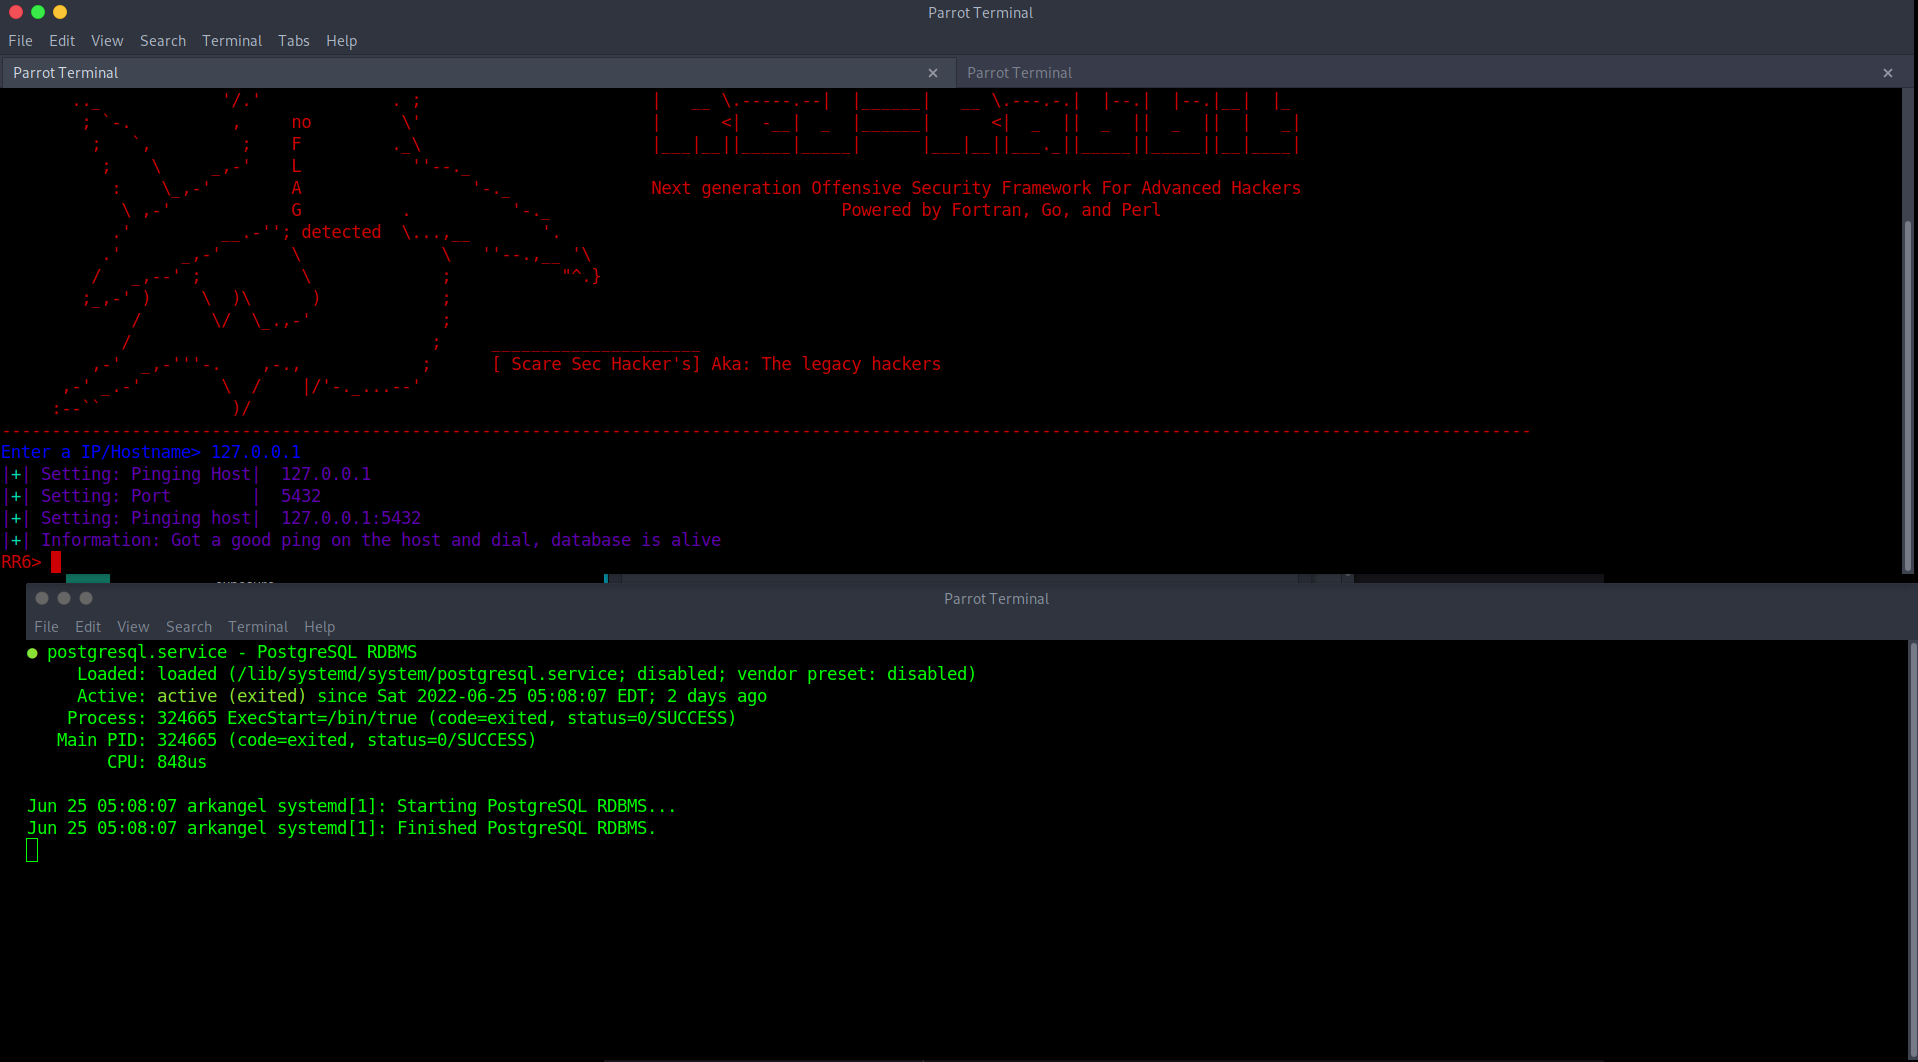 Parrot Terminal
File Edit View Search Terminal Tabs Help
Parrot Terminal × Parrot Terminal ×
no
F
L
A
G
detected
Next generation Offensive Security Framework For Advanced Hackers
Powered by Fortran, Go, and Perl
[ Scare Sec Hacker's] Aka: The legacy hackers
Enter a IP/Hostname> 127.0.0.1
|+| Setting: Pinging Host| 127.0.0.1
|+| Setting: Port | 5432
|+| Setting: Pinging host| 127.0.0.1:5432
|+| Information: Got a good ping on the host and dial, database is alive
RR6>
Parrot Terminal
File Edit View Search Terminal Help
● postgresql.service - PostgreSQL RDBMS
Loaded: loaded (/lib/systemd/system/postgresql.service; disabled; vendor preset: disabled)
Active: active (exited) since Sat 2022-06-25 05:08:07 EDT; 2 days ago
Process: 324665 ExecStart=/bin/true (code=exited, status=0/SUCCESS)
Main PID: 324665 (code=exited, status=0/SUCCESS)
CPU: 848us
Jun 25 05:08:07 arkangel systemd[1]: Starting PostgreSQL RDBMS...
Jun 25 05:08:07 arkangel systemd[1]: Finished PostgreSQL RDBMS.